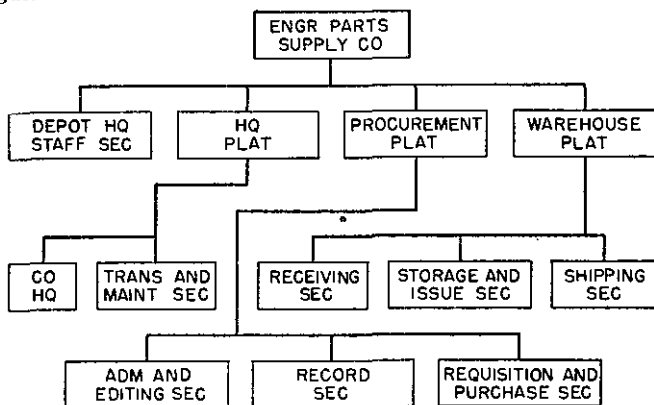 ENGR PARTS
SUPPLY CO
DEPOT HQ
STAFF SEC
HQ
PLAT
PROCUREMENT
PLAT
WAREHOUSE
PLAT
CO
HQ
TRANS AND
MAINT SEC
RECEIVING
SEC
STORAGE AND
ISSUE SEC
SHIPPING
SEC
ADM AND
EDITING SEC
RECORD
SEC
REQUISITION AND
PURCHASE SEC